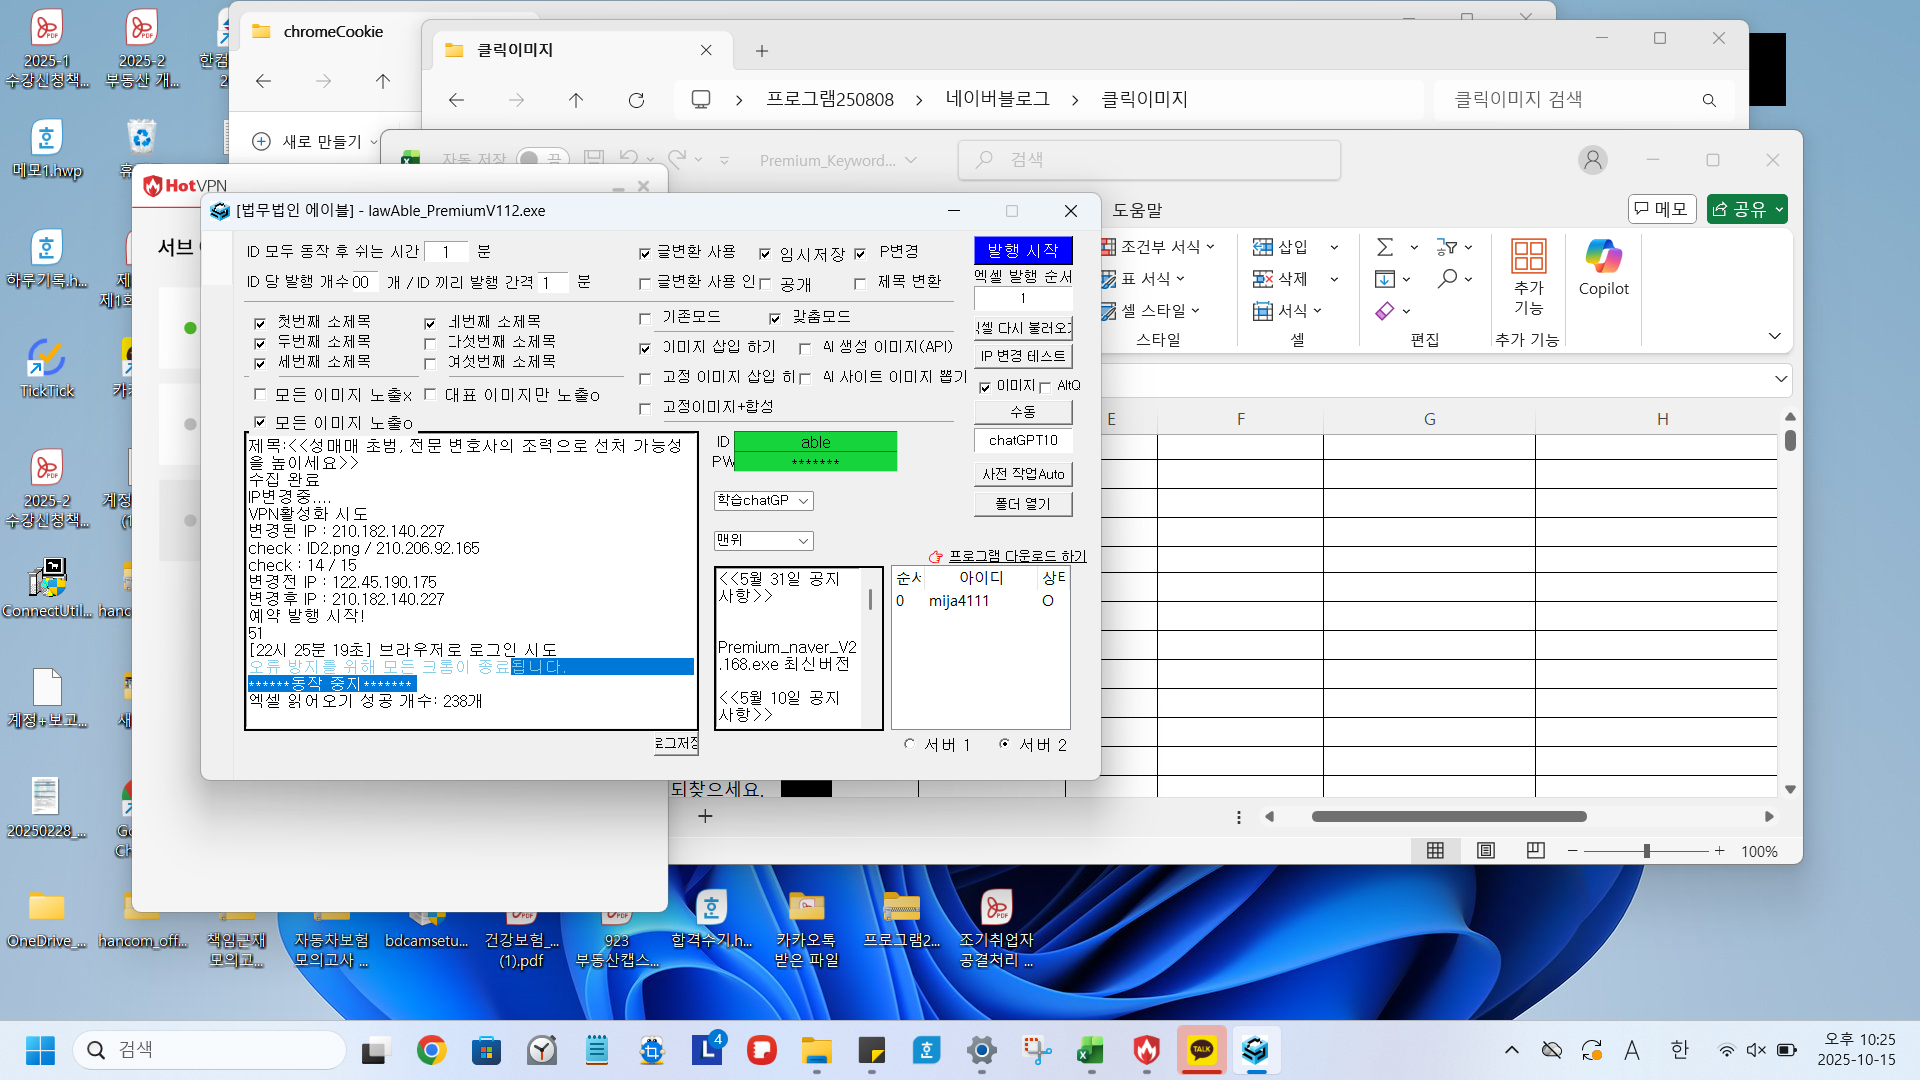 2025-1
수강신청책...
2025-2
부동산 개...
한컴
2
메모1.hwp
하루기록.h...
TickTick
2025-2
수강신청책...
ConnectUtil...
계정+보고...
20250228_...
OneDrive_...
hancom_off...
책임근재
모의고...
자동차보험
모의고사 ...
bdcamsetu...
건강보험_...
(1).pdf
923
부동산캡스...
합격수기.h...
카카오톡
받은 파일
프로그램2...
조기취업자
공결처리 ...
chromeCookie
새로 만들기
클릭이미지
프로그램250808
네이버블로그
클릭이미지
클릭이미지 검색
자동 저장
끔
Premium_Keyword...
검색
도움말
메모
공유
조건부 서식
표 서식
셀 스타일
스타일
삽입
삭제
서식
셀
편집
추가
기능
추가 기능
Copilot
E
F
G
H
되찾으세요.
100%
HotVPN
서브
[법무법인 에이블] - lawAble_PremiumV112.exe
ID 모두 동작 후 쉬는 시간 1 분
ID 당 발행 개수 00 개 / ID 끼리 발행 간격 1 분
첫번째 소제목
네번째 소제목
두번째 소제목
다섯번째 소제목
세번째 소제목
여섯번째 소제목
모든 이미지 노출x
대표 이미지만 노출o
모든 이미지 노출o
글변환 사용
임시저장
P변경
글변환 사용 인
공개
제목 변환
기존모드
맞춤모드
이미지 삽입 하기
AI 생성 이미지(API)
고정 이미지 삽입 히
AI 사이트 이미지 뽑기
고정이미지+합성
발행 시작
엑셀 발행 순서
1
셀 다시 불러오기
IP 변경 테스트
이미지
AltQ
수동
chatGPT10
사전 작업Auto
폴더 열기
제목:<<성매매 초범, 전문 변호사의 조력으로 선처 가능성
을 높이세요>>
수집 완료
IP변경중....
VPN활성화 시도
변경된 IP : 210.182.140.227
check : ID2.png / 210.206.92.165
check : 14 / 15
변경전 IP : 122.45.190.175
변경후 IP : 210.182.140.227
예약 발행 시작!
51
[22시 25분 19초] 브라우저로 로그인 시도
오류 방지를 위해 모든 크롬이 종료됩니다.
******동작 중지*******
엑셀 읽어오기 성공 개수: 238개
로그저장
ID able
PW *******
학습chatGP
맨위
프로그램 다운로드 하기
<<5월 31일 공지
사항>>
Premium_naver_V2
.168.exe 최신버전
<<5월 10일 공지
사항>>
순서
아이디
상태
0
mija4111
O
서버 1
서버 2
검색
4
TALK
A
한
오후 10:25
2025-10-15